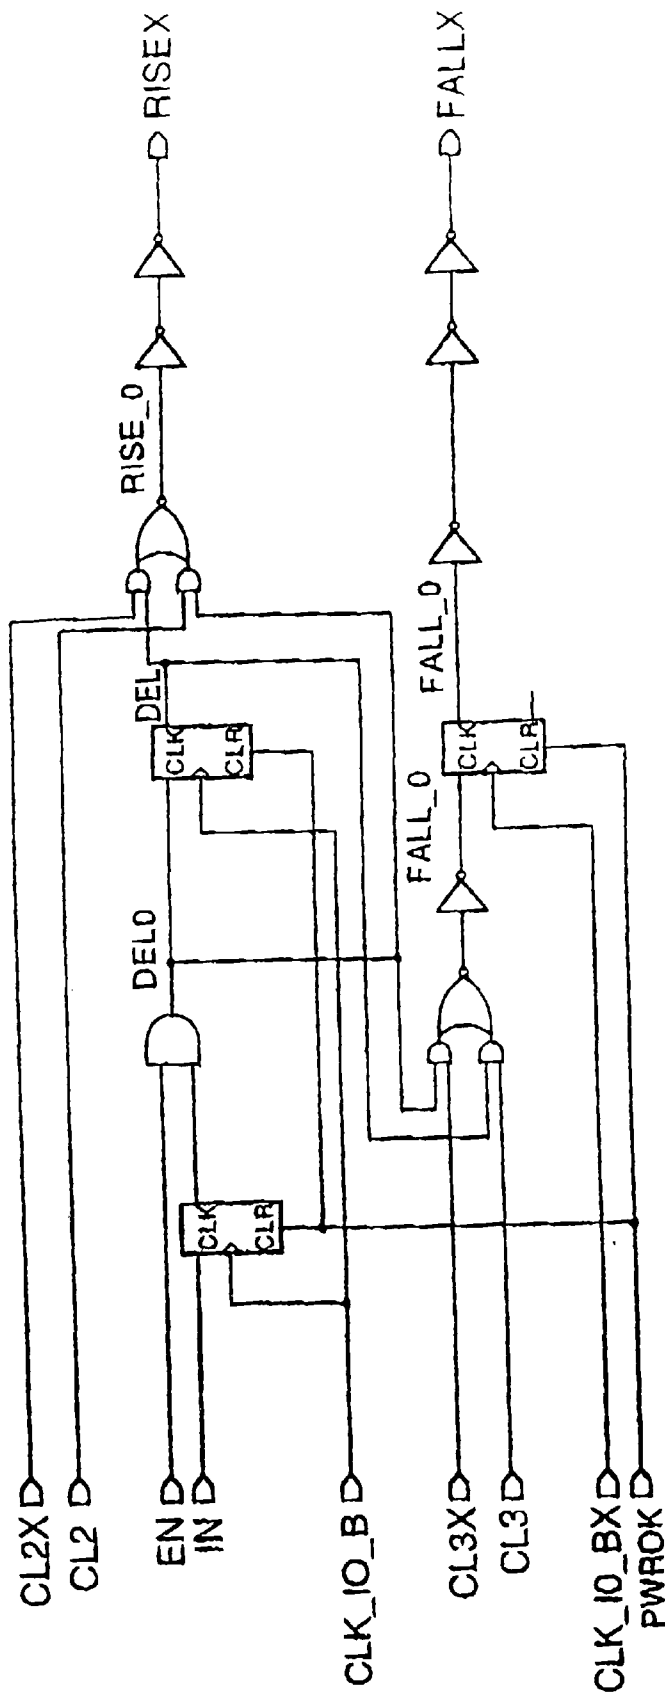 CL2X
CL2
EN
IN
CLK_IO_B
CL3X
CL3
CLK_IO_BX
PWROK
CLK
CLR
DEL0
CLK
CLR
DEL
RISE_0
RISEX
FALL_0
CLK
CLR
FALL_0
FALLX